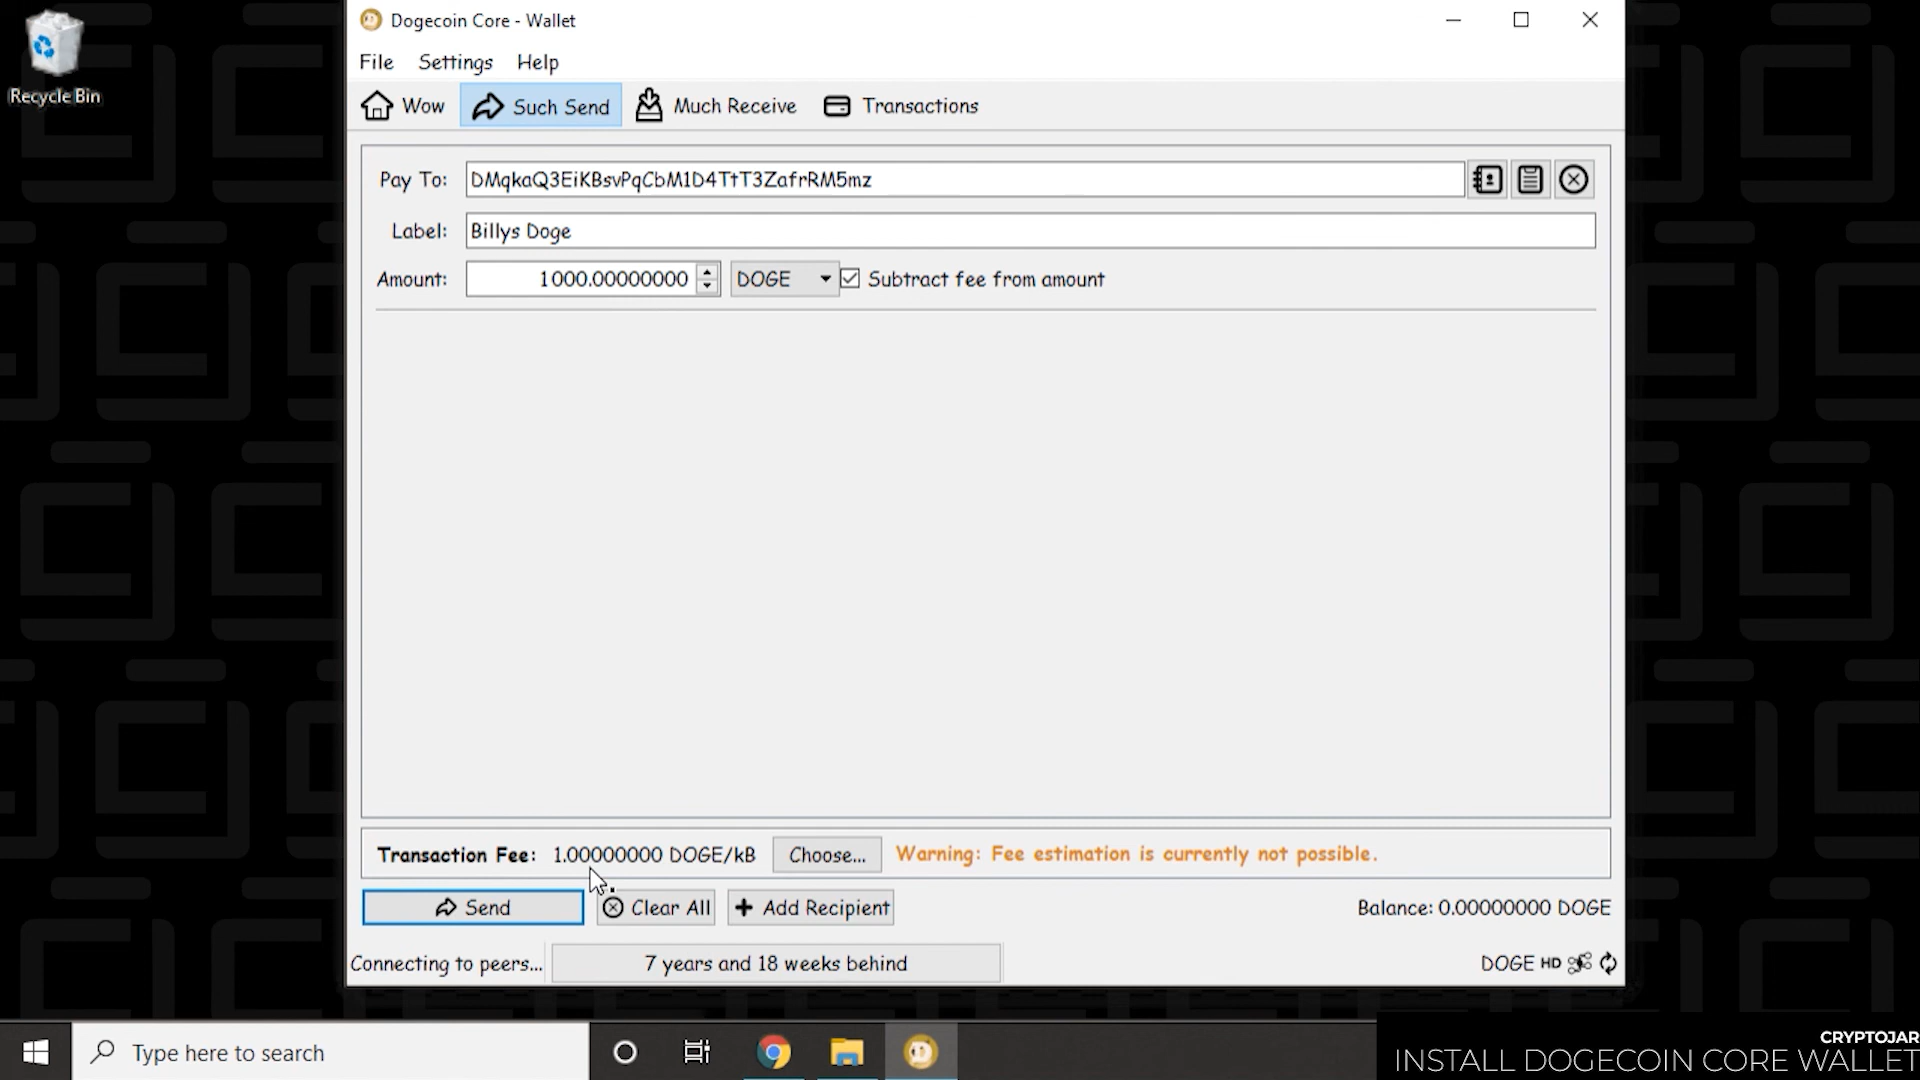 Recycle Bin
Dogecoin Core - Wallet
File Settings Help
Wow Such Send Much Receive Transactions
Pay To: DMqkaQ3EiKBsvPqCbM1D4TtT3ZafrRM5mz
Label: Billys Doge
Amount: 1000.00000000 DOGE Subtract fee from amount
Transaction Fee: 1.00000000 DOGE/kB Choose... Warning: Fee estimation is currently not possible.
Send Clear All Add Recipient Balance: 0.00000000 DOGE
Connecting to peers... 7 years and 18 weeks behind DOGE HD
Type here to search
CRYPTOJAR
INSTALL DOGECOIN CORE WALLET